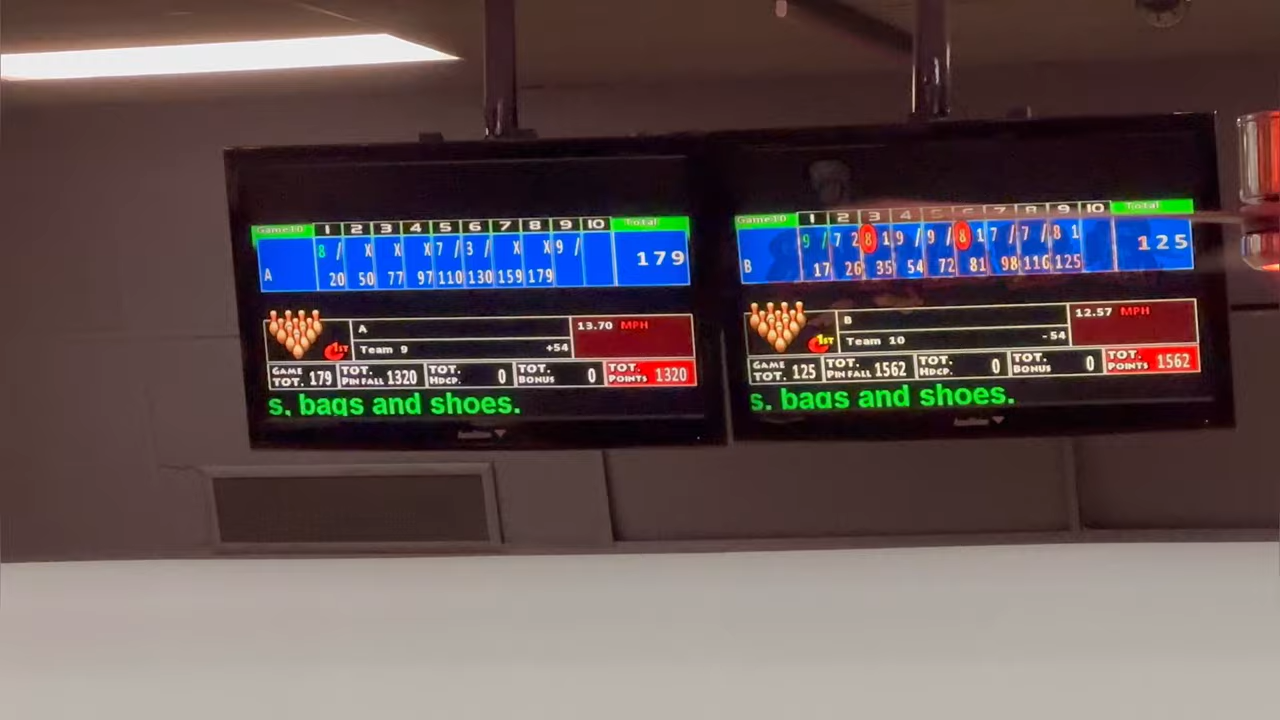 Game10 1 2 3 4 5 6 7 8 9 10 Total
8 / X X X 7 / 3 / X X 9 /
A 20 50 77 97 110 130 159 179 179
A 13.70 MPH
1ST Team 9 +54
GAME TOT. 179 TOT. PINFALL 1320 TOT. HDCP. 0 TOT. BONUS 0 TOT. POINTS 1320
s, bags and shoes.
Game10 1 2 3 4 5 6 7 8 9 10 Total
9 / 7 2 8 1 9 / 9 / 8 1 7 / 7 / 8 1
B 17 26 35 54 72 81 98 116 125 125
B 12.57 MPH
1ST Team 10 -54
GAME TOT. 125 TOT. PINFALL 1562 TOT. HDCP. 0 TOT. BONUS 0 TOT. POINTS 1562
s. bags and shoes.